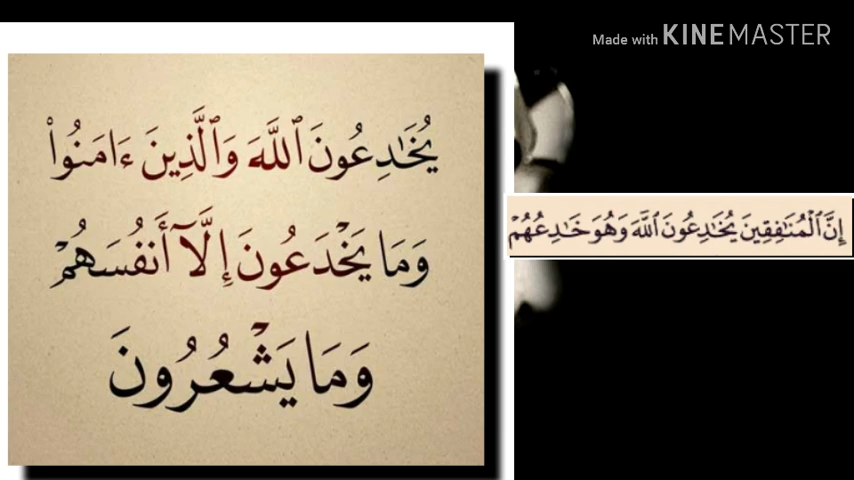 Made with KINEMASTER
يُخَٰدِعُونَ ٱللَّهَ وَٱلَّذِينَ ءَامَنُوا۟
وَمَا يَخْدَعُونَ إِلَّآ أَنفُسَهُمْ
وَمَا يَشْعُرُونَ
إِنَّ ٱلْمُنَٰفِقِينَ يُخَٰدِعُونَ ٱللَّهَ وَهُوَ خَٰدِعُهُمْ